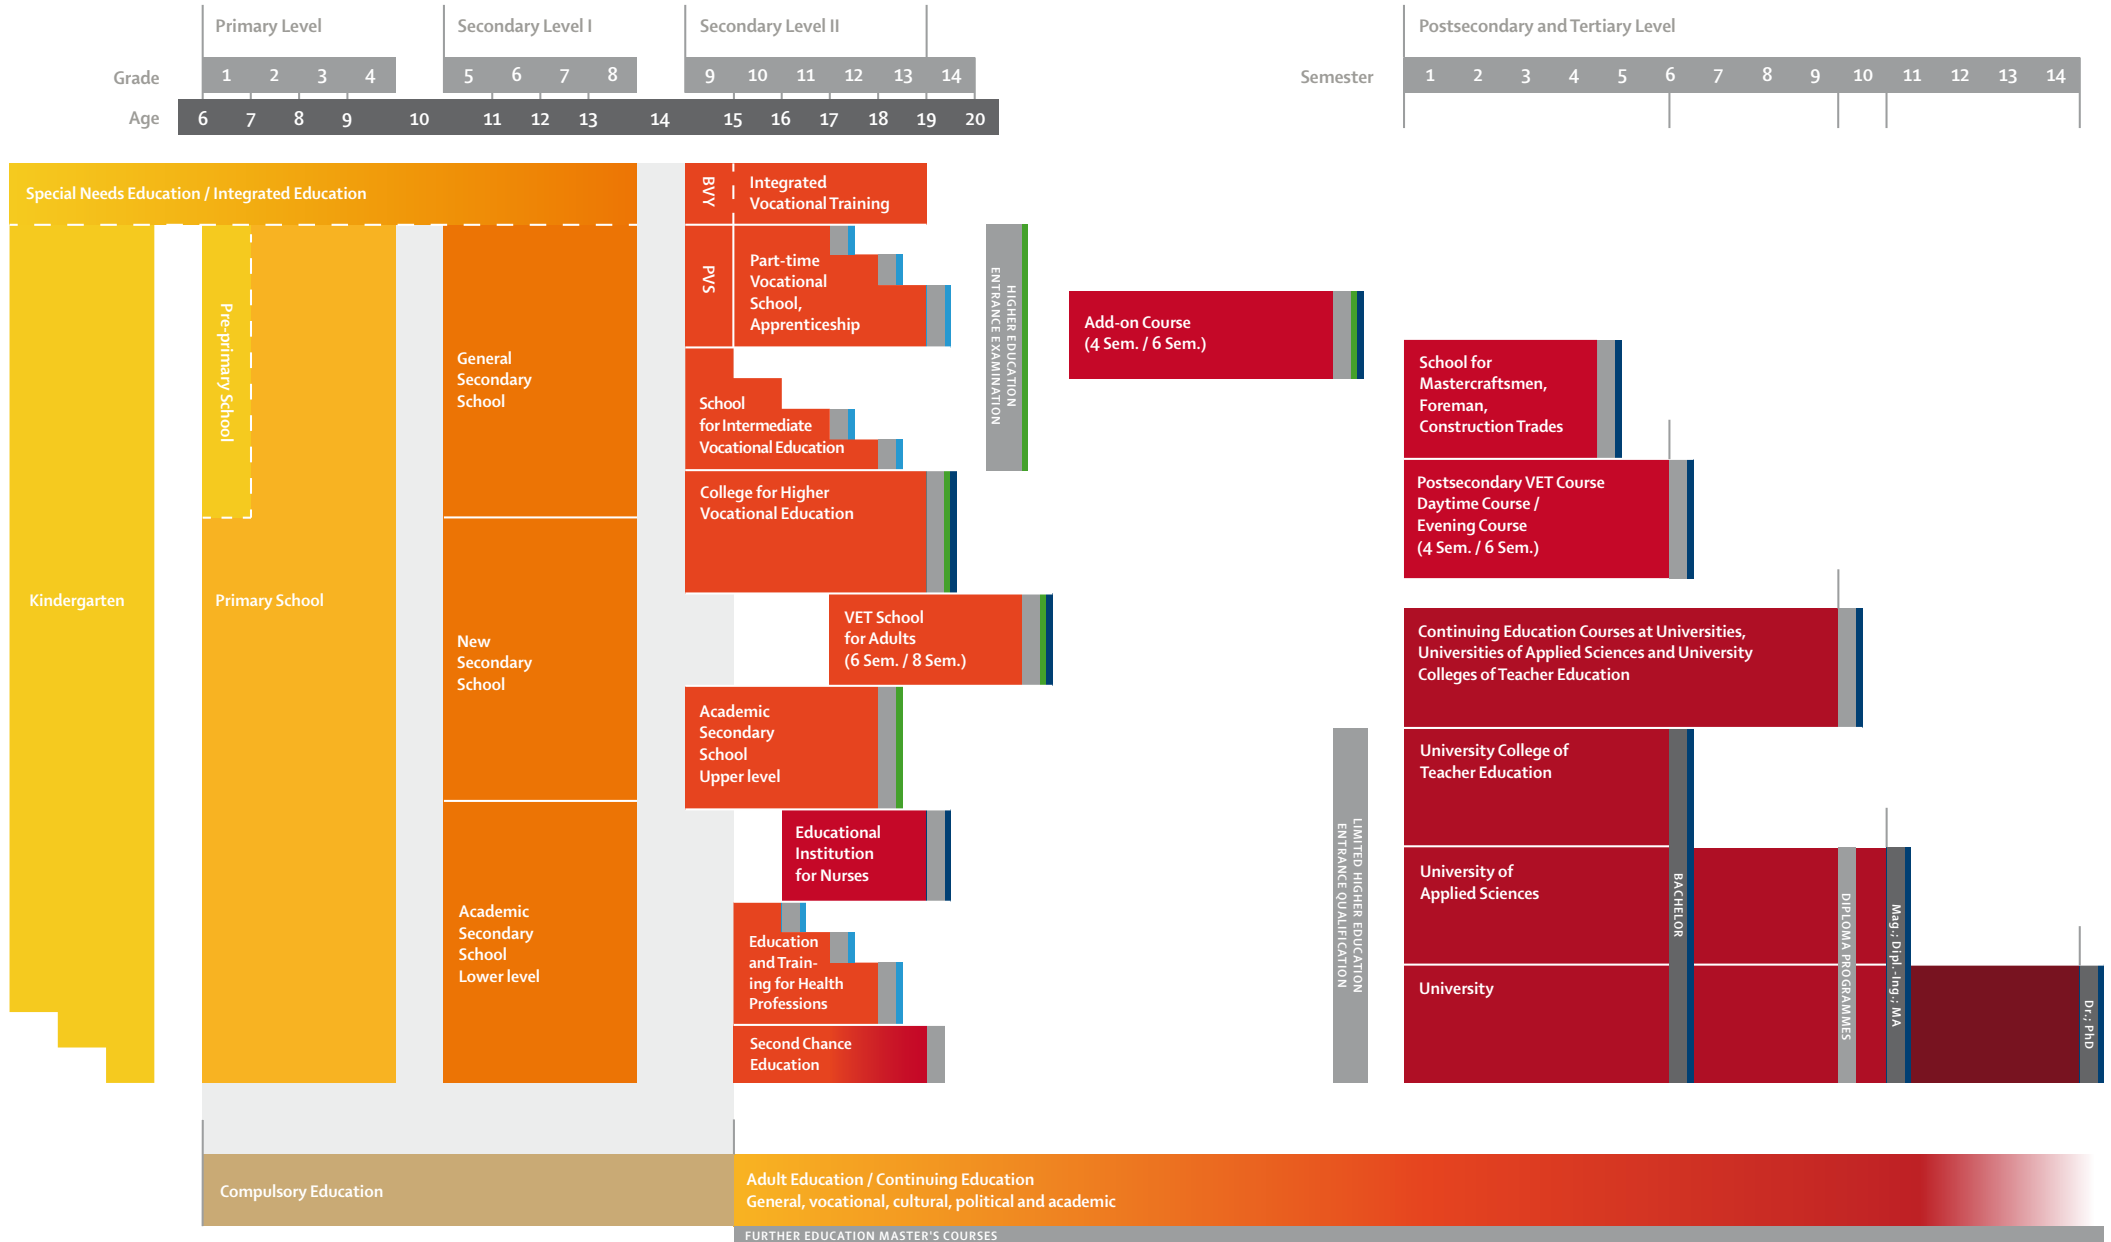 Primary Level
Secondary Level I
Secondary Level II
Postsecondary and Tertiary Level
Grade
1 2 3 4
5 6 7 8
9 10 11 12 13 14
Semester
1 2 3 4 5 6 7 8 9 10 11 12 13 14
Age
6 7 8 9 10 11 12 13 14 15 16 17 18 19 20
Special Needs Education / Integrated Education
BVY
Integrated
Vocational Training
Kindergarten
Pre-primary School
Primary School
General
Secondary
School
New
Secondary
School
Academic
Secondary
School
Lower level
PVS
Part-time
Vocational
School,
Apprenticeship
School
for Intermediate
Vocational Education
College for Higher
Vocational Education
VET School
for Adults
(6 Sem. / 8 Sem.)
Academic
Secondary
School
Upper level
Educational
Institution
for Nurses
Education
and Train-
ing for Health
Professions
Second Chance
Education
HIGHER EDUCATION
ENTRANCE EXAMINATION
Add-on Course
(4 Sem. / 6 Sem.)
LIMITED HIGHER EDUCATION
ENTRANCE QUALIFICATION
School for
Mastercraftsmen,
Foreman,
Construction Trades
Postsecondary VET Course
Daytime Course /
Evening Course
(4 Sem. / 6 Sem.)
Continuing Education Courses at Universities,
Universities of Applied Sciences and University
Colleges of Teacher Education
University College of
Teacher Education
University of
Applied Sciences
University
BACHELOR
DIPLOMA PROGRAMMES
Mag.; Dipl.-Ing.; MA
Dr.; PhD
Compulsory Education
Adult Education / Continuing Education
General, vocational, cultural, political and academic
FURTHER EDUCATION MASTER'S COURSES